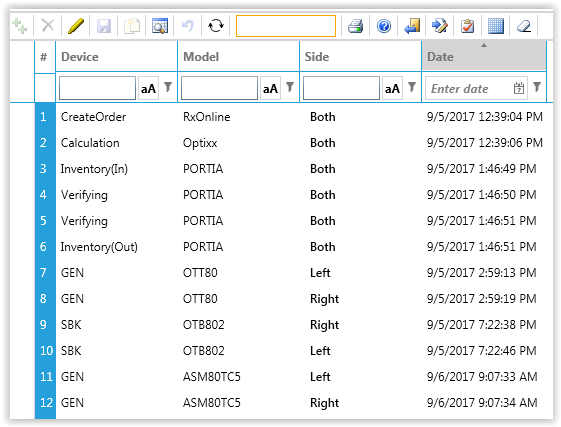 # Device Model Side Date
aA aA aA Enter date
1 CreateOrder RxOnline Both 9/5/2017 12:39:04 PM
2 Calculation Optixx Both 9/5/2017 12:39:06 PM
3 Inventory(In) PORTIA Both 9/5/2017 1:46:49 PM
4 Verifying PORTIA Both 9/5/2017 1:46:50 PM
5 Verifying PORTIA Both 9/5/2017 1:46:51 PM
6 Inventory(Out) PORTIA Both 9/5/2017 1:46:51 PM
7 GEN OTT80 Left 9/5/2017 2:59:13 PM
8 GEN OTT80 Right 9/5/2017 2:59:19 PM
9 SBK OTB802 Right 9/5/2017 7:22:38 PM
10 SBK OTB802 Left 9/5/2017 7:22:46 PM
11 GEN ASM80TC5 Left 9/6/2017 9:07:33 AM
12 GEN ASM80TC5 Right 9/6/2017 9:07:34 AM